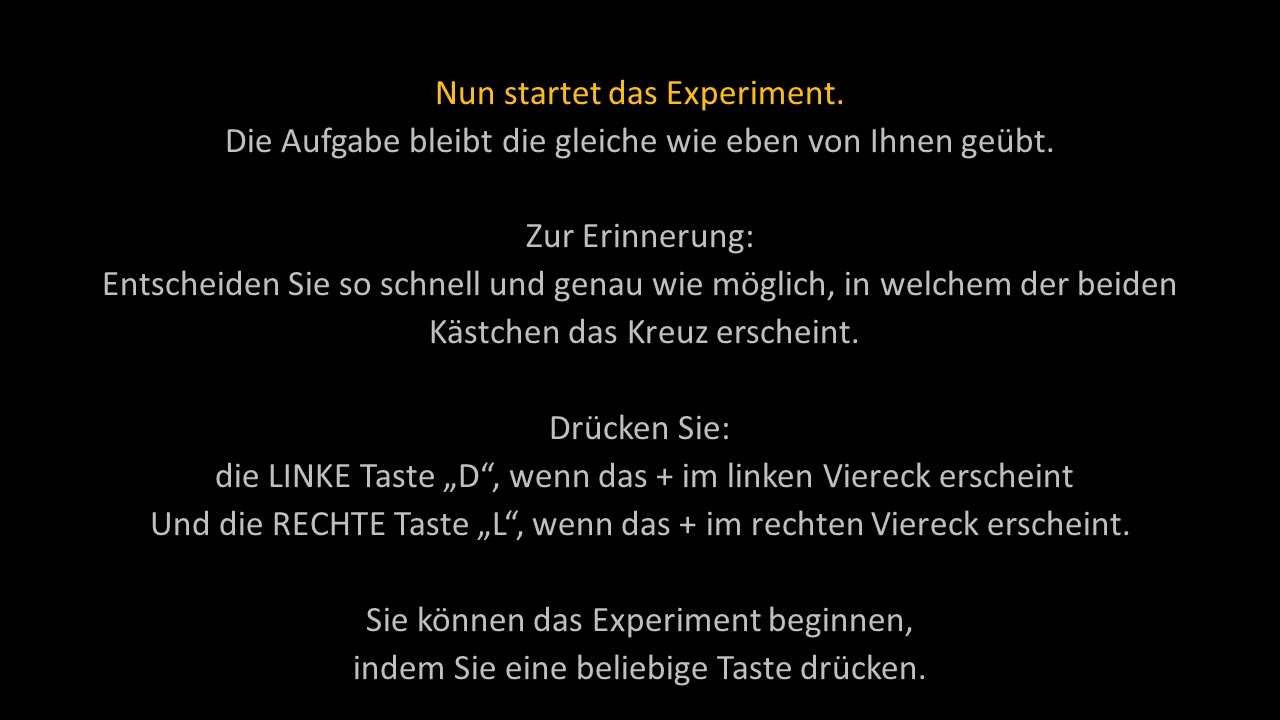 Nun startet das Experiment.
Die Aufgabe bleibt die gleiche wie eben von Ihnen geübt.
Zur Erinnerung:
Entscheiden Sie so schnell und genau wie möglich, in welchem der beiden
Kästchen das Kreuz erscheint.
Drücken Sie:
die LINKE Taste „D“, wenn das + im linken Viereck erscheint
Und die RECHTE Taste „L“, wenn das + im rechten Viereck erscheint.
Sie können das Experiment beginnen,
indem Sie eine beliebige Taste drücken.